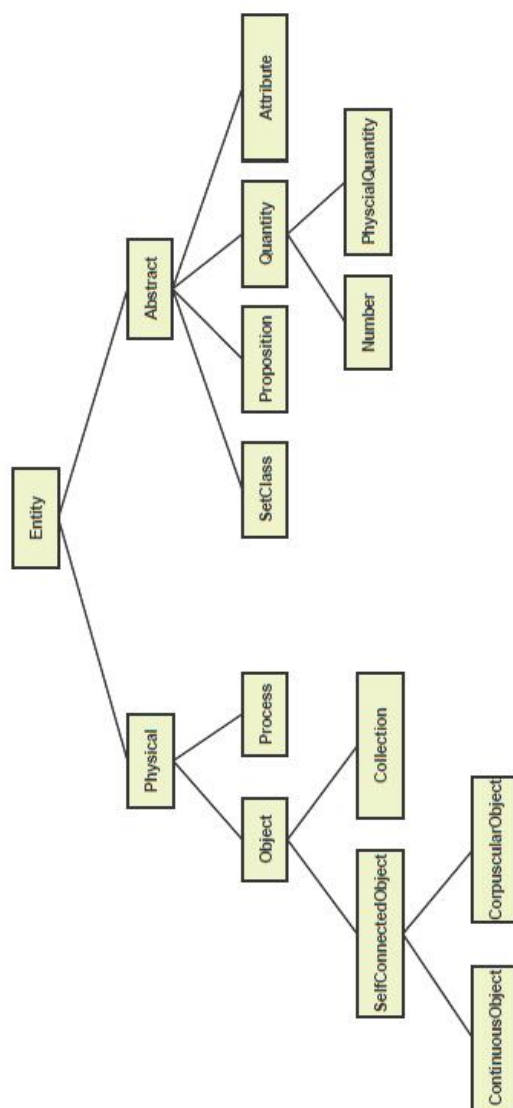 Entity
Physical
Abstract
Object
Process
SetClass
Proposition
Quantity
Attribute
SelfConnectedObject
Collection
Number
PhyscialQuantity
ContinuousObject
CorpuscularObject